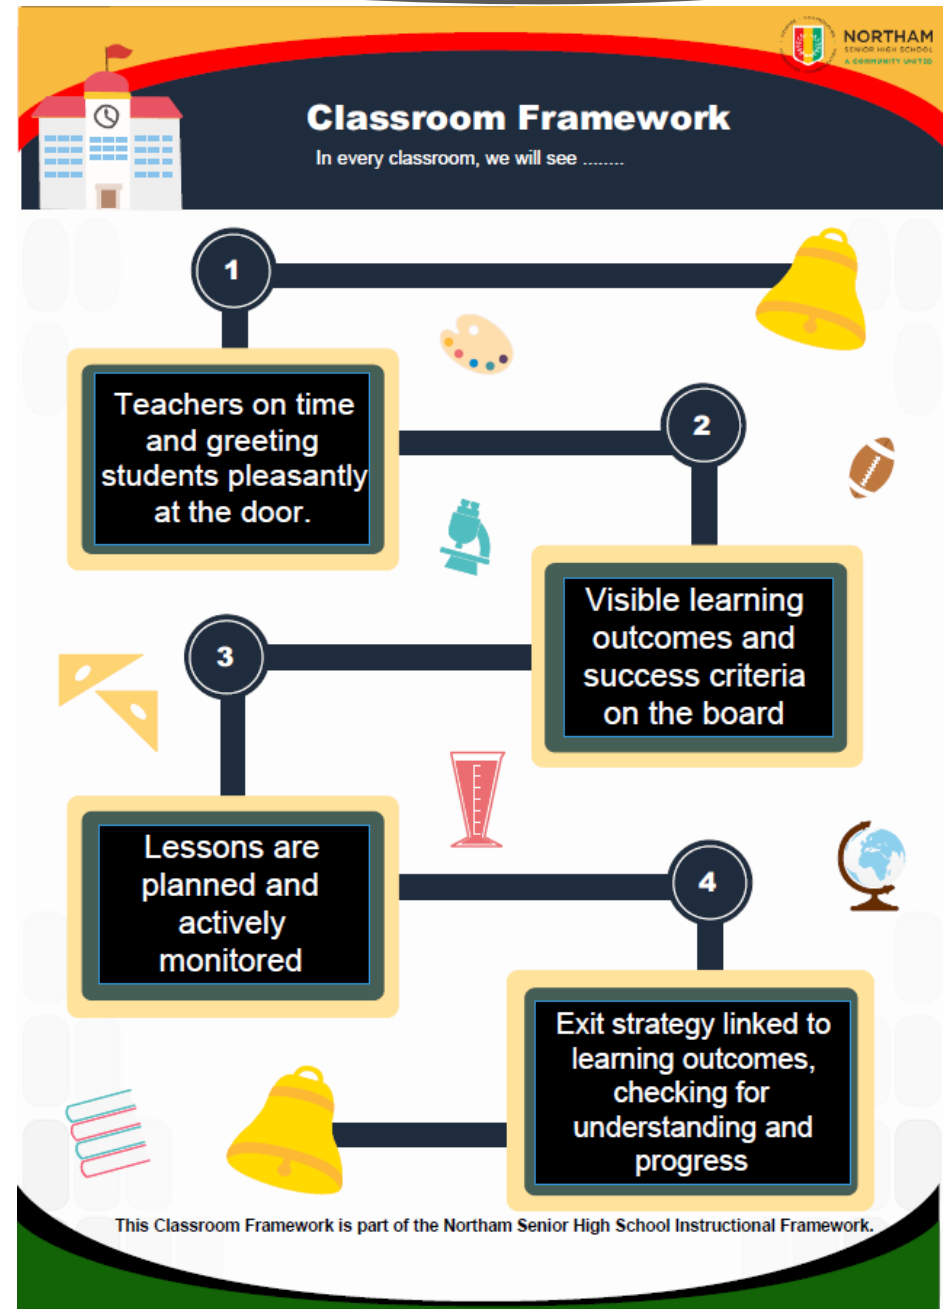 NORTHAM
SENIOR HIGH SCHOOL
A COMMUNITY UNITED
Classroom Framework
In every classroom, we will see ........
1
Teachers on time
and greeting
students pleasantly
at the door.
2
Visible learning
outcomes and
success criteria
on the board
3
Lessons are
planned and
actively
monitored
4
Exit strategy linked to
learning outcomes,
checking for
understanding and
progress
This Classroom Framework is part of the Northam Senior High School Instructional Framework.